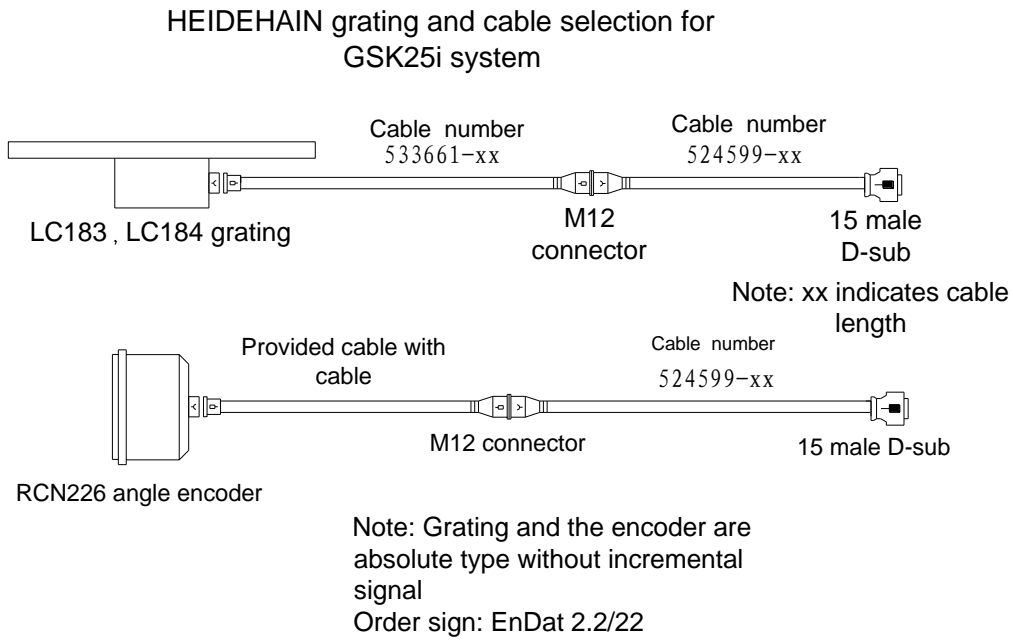 HEIDEHAIN grating and cable selection for
GSK25i system
Cable number
533661-xx
Cable number
524599-xx
LC183 , LC184 grating
M12
connector
15 male
D-sub
Note: xx indicates cable
length
Provided cable with
cable
Cable number
524599-xx
M12 connector
15 male D-sub
RCN226 angle encoder
Note: Grating and the encoder are
absolute type without incremental
signal
Order sign: EnDat 2.2/22